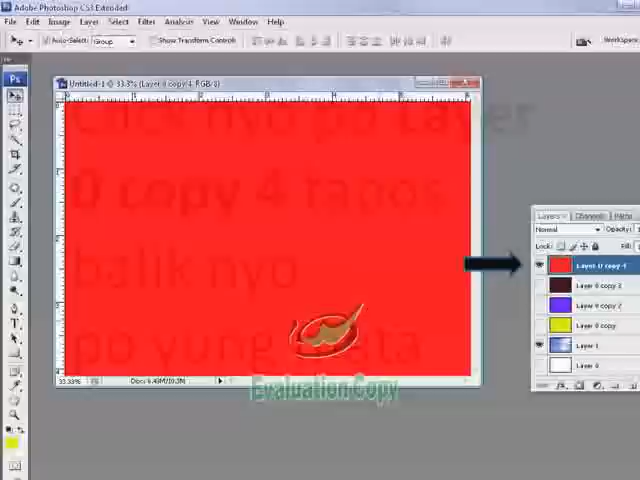 Adobe Photoshop CS3 Extended
File Edit Image Layer Select Filter Analysis View Window Help
Auto-Select: Group Show Transform Controls
Workspace
Ps
Untitled-1 @ 33.3% (Layer 0 copy 4, RGB/8)
Click nyo po Layer
0 copy 4 tapos
balik nyo
po yung mata
Evaluation Copy
33.33%
Layers Channels Paths
Normal Opacity:
Lock: Fill:
Layer 0 copy 4
Layer 0 copy 3
Layer 0 copy 2
Layer 0 copy
Layer 1
Layer 0